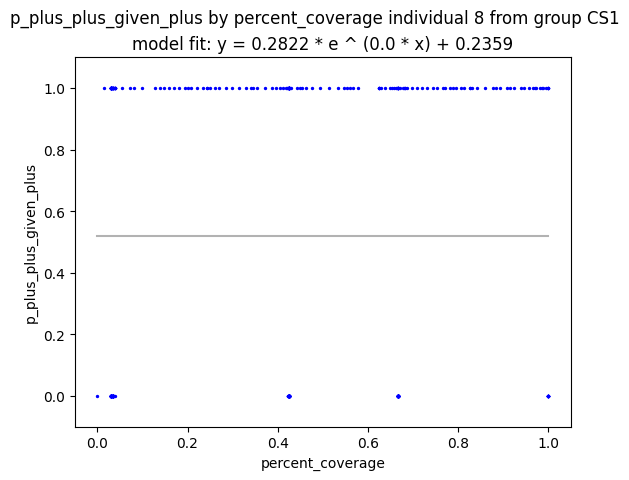 p_plus_plus_given_plus by percent_coverage individual 8 from group CS1
model fit: y = 0.2822 * e ^ (0.0 * x) + 0.2359
p_plus_plus_given_plus
1.0
0.8
0.6
0.4
0.2
0.0
0.0 0.2 0.4 0.6 0.8 1.0
percent_coverage